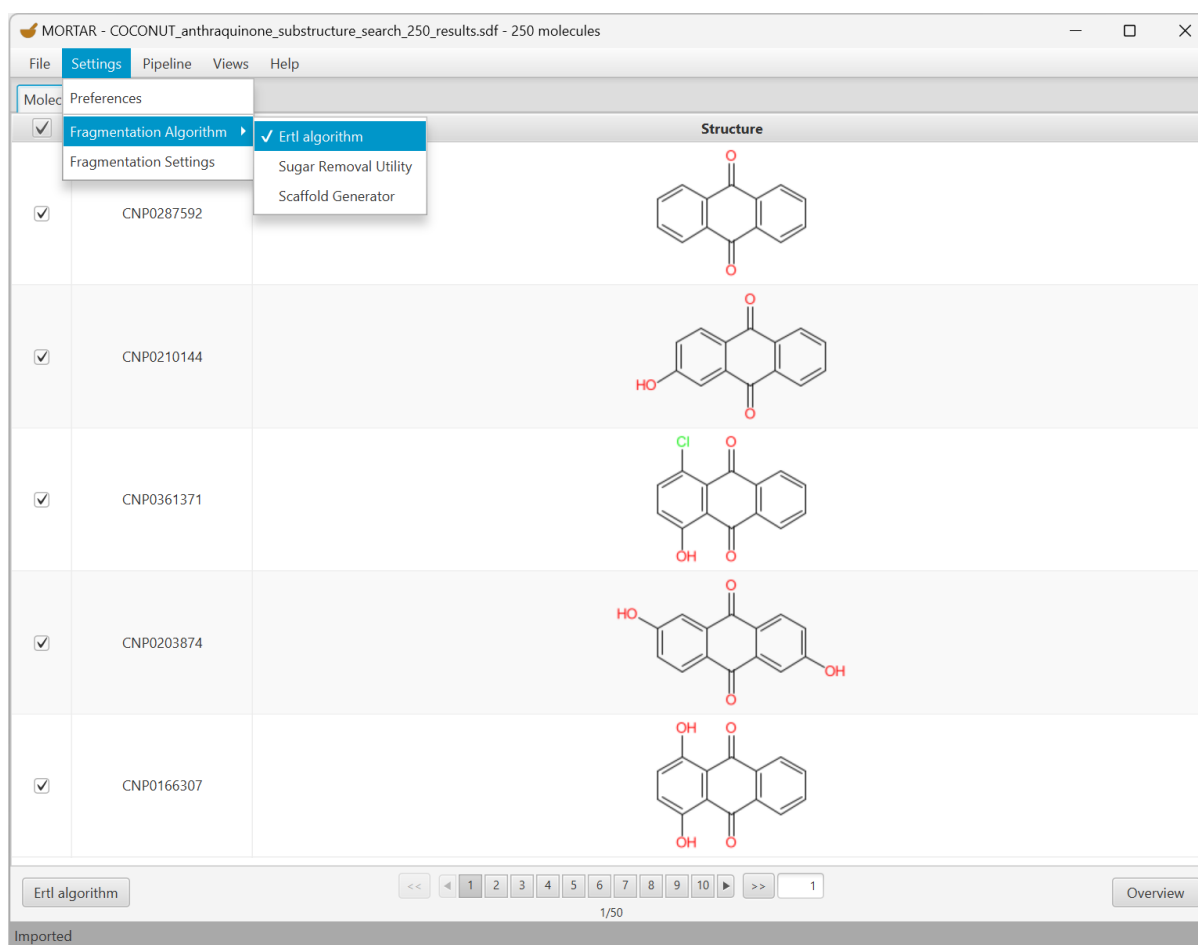 MORTAR - COCONUT_anthraquinone_substructure_search_250_results.sdf - 250 molecules
File Settings Pipeline Views Help
Molec
Preferences
Fragmentation Algorithm
Fragmentation Settings
Ertl algorithm
Sugar Removal Utility
Scaffold Generator
Structure
CNP0287592
O
O
CNP0210144
O
HO
O
CNP0361371
Cl O
OH O
CNP0203874
O
HO
OH
O
CNP0166307
OH O
OH O
Ertl algorithm
<< 1 2 3 4 5 6 7 8 9 10 >> 1
1/50
Overview
Imported